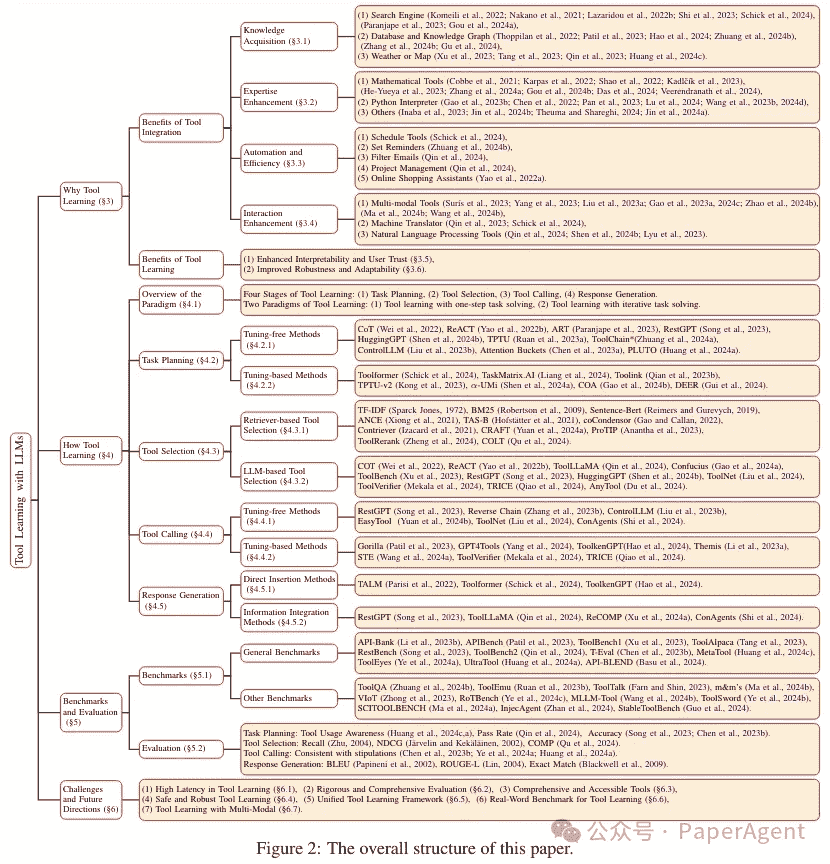 Tool Learning with LLMs
Why Tool
Learning (§3)
Benefits of Tool
Integration
Knowledge
Acquisition (§3.1)
(1) Search Engine (Komeili et al., 2022; Nakano et al., 2021; Lazaridou et al., 2022b; Shi et al., 2023; Schick et al., 2024),
(Paranjape et al., 2023; Gou et al., 2024a),
(2) Database and Knowledge Graph (Thoppilan et al., 2022; Patil et al., 2023; Hao et al., 2024; Zhuang et al., 2024b),
(Zhang et al., 2024b; Gu et al., 2024),
(3) Weather or Map (Xu et al., 2023; Tang et al., 2023; Qin et al., 2023; Huang et al., 2024c).
Expertise
Enhancement (§3.2)
(1) Mathematical Tools (Cobbe et al., 2021; Karpas et al., 2022; Shao et al., 2022; Kadlčík et al., 2023),
(He-Yueya et al., 2023; Zhang et al., 2024a; Gou et al., 2024b; Das et al., 2024; Veerendranath et al., 2024),
(2) Python Interpreter (Gao et al., 2023b; Chen et al., 2022; Pan et al., 2023; Lu et al., 2024; Wang et al., 2023b, 2024d),
(3) Others (Inaba et al., 2023; Jin et al., 2024b; Theuma and Shareghi, 2024; Jin et al., 2024a).
Automation and
Efficiency (§3.3)
(1) Schedule Tools (Schick et al., 2024),
(2) Set Reminders (Zhuang et al., 2024b),
(3) Filter Emails (Qin et al., 2024),
(4) Project Management (Qin et al., 2024),
(5) Online Shopping Assistants (Yao et al., 2022a).
Interaction
Enhancement (§3.4)
(1) Multi-modal Tools (Surís et al., 2023; Yang et al., 2023; Liu et al., 2023a; Gao et al., 2023a, 2024c; Zhao et al., 2024b),
(Ma et al., 2024b; Wang et al., 2024b),
(2) Machine Translator (Qin et al., 2023; Schick et al., 2024),
(3) Natural Language Processing Tools (Qin et al., 2024; Shen et al., 2024b; Lyu et al., 2023).
Benefits of Tool
Learning
(1) Enhanced Interpretability and User Trust (§3.5),
(2) Improved Robustness and Adaptability (§3.6).
How Tool
Learning (§4)
Overview of the
Paradigm (§4.1)
Four Stages of Tool Learning: (1) Task Planning, (2) Tool Selection, (3) Tool Calling, (4) Response Generation.
Two Paradigms of Tool Learning: (1) Tool learning with one-step task solving, (2) Tool learning with iterative task solving.
Task Planning (§4.2)
Tuning-free Methods
(§4.2.1)
CoT (Wei et al., 2022), ReACT (Yao et al., 2022b), ART (Paranjape et al., 2023), RestGPT (Song et al., 2023),
HuggingGPT (Shen et al., 2024b), TPTU (Ruan et al., 2023a), ToolChain*(Zhuang et al., 2024a),
ControlLLM (Liu et al., 2023b), Attention Buckets (Chen et al., 2023a), PLUTO (Huang et al., 2024a).
Tuning-based Methods
(§4.2.2)
Toolformer (Schick et al., 2024), TaskMatrix.AI (Liang et al., 2024), Toolink (Qian et al., 2023b),
TPTU-v2 (Kong et al., 2023), α-UMi (Shen et al., 2024a), COA (Gao et al., 2024b), DEER (Gui et al., 2024).
Tool Selection (§4.3)
Retriever-based Tool
Selection (§4.3.1)
TF-IDF (Sparck Jones, 1972), BM25 (Robertson et al., 2009), Sentence-Bert (Reimers and Gurevych, 2019),
ANCE (Xiong et al., 2021), TAS-B (Hofstätter et al., 2021), coCondensor (Gao and Callan, 2022),
Contriever (Izacard et al., 2021), CRAFT (Yuan et al., 2024a), ProTIP (Anantha et al., 2023),
ToolRerank (Zheng et al., 2024), COLT (Qu et al., 2024).
LLM-based Tool
Selection (§4.3.2)
COT (Wei et al., 2022), ReACT (Yao et al., 2022b), ToolLLaMA (Qin et al., 2024), Confucius (Gao et al., 2024a),
ToolBench (Xu et al., 2023), RestGPT (Song et al., 2023), HuggingGPT (Shen et al., 2024b), ToolNet (Liu et al., 2024),
ToolVerifier (Mekala et al., 2024), TRICE (Qiao et al., 2024), AnyTool (Du et al., 2024).
Tool Calling (§4.4)
Tuning-free Methods
(§4.4.1)
RestGPT (Song et al., 2023), Reverse Chain (Zhang et al., 2023b), ControlLLM (Liu et al., 2023b),
EasyTool (Yuan et al., 2024b), ToolNet (Liu et al., 2024), ConAgents (Shi et al., 2024).
Tuning-based Methods
(§4.4.2)
Gorilla (Patil et al., 2023), GPT4Tools (Yang et al., 2024), ToolkenGPT(Hao et al., 2024), Themis (Li et al., 2023a),
STE (Wang et al., 2024a), ToolVerifier (Mekala et al., 2024), TRICE (Qiao et al., 2024).
Response Generation
(§4.5)
Direct Insertion Methods
(§4.5.1)
TALM (Parisi et al., 2022), Toolformer (Schick et al., 2024), ToolkenGPT (Hao et al., 2024).
Information Integration
Methods (§4.5.2)
RestGPT (Song et al., 2023), ToolLLaMA (Qin et al., 2024), ReCOMP (Xu et al., 2024a), ConAgents (Shi et al., 2024).
Benchmarks
and Evaluation
(§5)
Benchmarks (§5.1)
General Benchmarks
API-Bank (Li et al., 2023b), APIBench (Patil et al., 2023), ToolBench1 (Xu et al., 2023), ToolAlpaca (Tang et al., 2023),
RestBench (Song et al., 2023), ToolBench2 (Qin et al., 2024), T-Eval (Chen et al., 2023b), MetaTool (Huang et al., 2024c),
ToolEyes (Ye et al., 2024a), UltraTool (Huang et al., 2024a), API-BLEND (Basu et al., 2024).
Other Benchmarks
ToolQA (Zhuang et al., 2024b), ToolEmu (Ruan et al., 2023b), ToolTalk (Farn and Shin, 2023), m&m's (Ma et al., 2024b),
VIoT (Zhong et al., 2023), RoTBench (Ye et al., 2024c), MLLM-Tool (Wang et al., 2024b), ToolSword (Ye et al., 2024b),
SCITOOLBENCH (Ma et al., 2024a), InjecAgent (Zhan et al., 2024), StableToolBench (Guo et al., 2024).
Evaluation (§5.2)
Task Planning: Tool Usage Awareness (Huang et al., 2024c,a), Pass Rate (Qin et al., 2024), Accuracy (Song et al., 2023; Chen et al., 2023b).
Tool Selection: Recall (Zhu, 2004), NDCG (Järvelin and Kekäläinen, 2002), COMP (Qu et al., 2024).
Tool Calling: Consistent with stipulations (Chen et al., 2023b; Ye et al., 2024a; Huang et al., 2024a).
Response Generation: BLEU (Papineni et al., 2002), ROUGE-L (Lin, 2004), Exact Match (Blackwell et al., 2009).
Challenges
and Future
Directions (§6)
(1) High Latency in Tool Learning (§6.1), (2) Rigorous and Comprehensive Evaluation (§6.2), (3) Comprehensive and Accessible Tools (§6.3),
(4) Safe and Robust Tool Learning (§6.4), (5) Unified Tool Learning Framework (§6.5), (6) Real-Word Benchmark for Tool Learning (§6.6),
(7) Tool Learning with Multi-Modal (§6.7).
公众号 · PaperAgent
Figure 2: The overall structure of this paper.